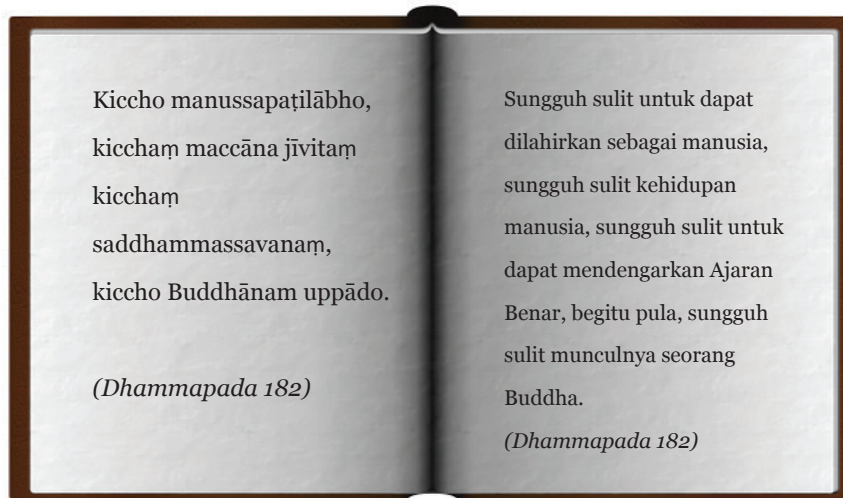 Kiccho manussapaṭilābho,
kicchaṃ maccāna jīvitaṃ
kicchaṃ
saddhammassavanaṃ,
kiccho Buddhānam uppādo.
(Dhammapada 182)
Sungguh sulit untuk dapat
dilahirkan sebagai manusia,
sungguh sulit kehidupan
manusia, sungguh sulit untuk
dapat mendengarkan Ajaran
Benar, begitu pula, sungguh
sulit munculnya seorang
Buddha.
(Dhammapada 182)